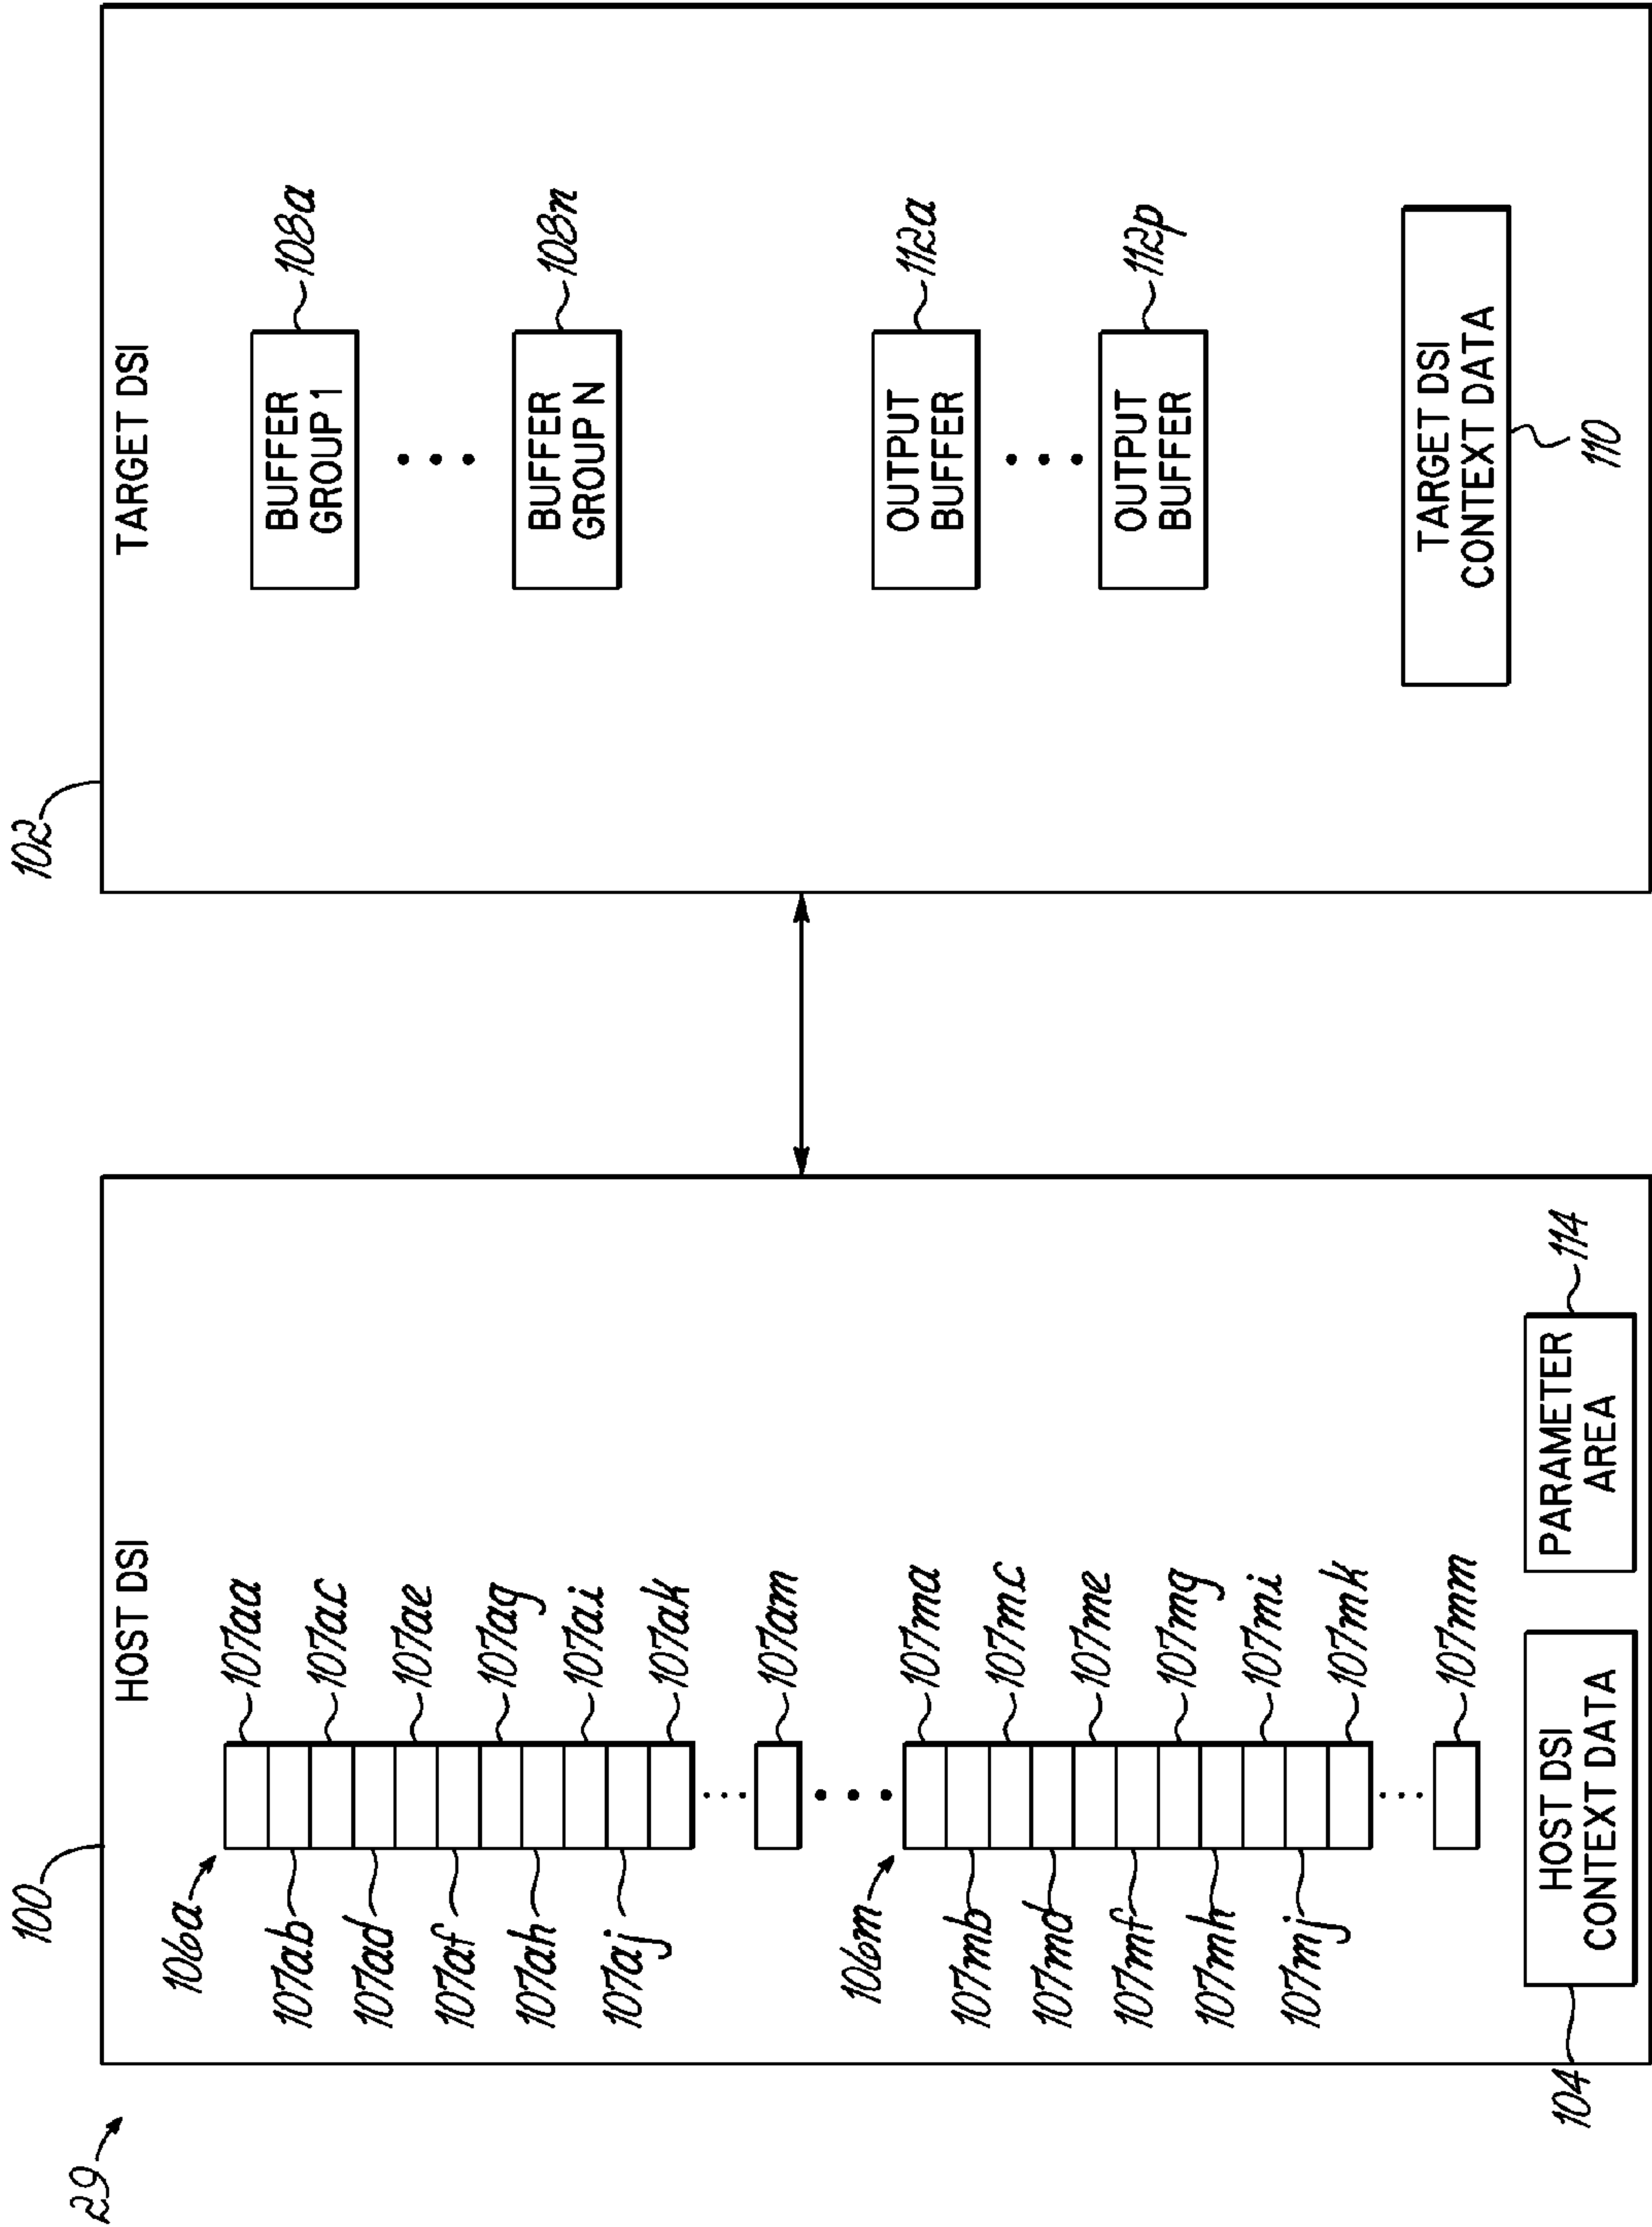 29
100
HOST DSI
106a
107aa
107ab
107ac
107ad
107ae
107af
107ag
107ah
107ai
107aj
107ak
107am
106m
107ma
107mb
107mc
107md
107me
107mf
107mg
107mh
107mi
107mj
107mk
107mm
HOST DSI
CONTEXT DATA
104
PARAMETER
AREA
114
102
TARGET DSI
BUFFER
GROUP 1
108a
BUFFER
GROUP N
108n
OUTPUT
BUFFER
112a
OUTPUT
BUFFER
112p
TARGET DSI
CONTEXT DATA
110